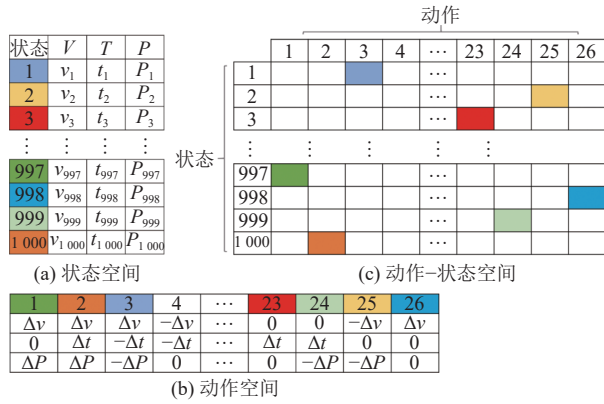 状态 V T P
1 v₁ t₁ P₁
2 v₂ t₂ P₂
3 v₃ t₃ P₃
⋮ ⋮ ⋮ ⋮
997 v₉₉₇ t₉₉₇ P₉₉₇
998 v₉₉₈ t₉₉₈ P₉₉₈
999 v₉₉₉ t₉₉₉ P₉₉₉
1 000 v₁ ₀₀₀ t₁ ₀₀₀ P₁ ₀₀₀
(a) 状态空间
动作
1 2 3 4 … 23 24 25 26
状态
1 …
2 …
3 …
⋮ ⋮ ⋮ ⋮ ⋮
997 …
998 …
999 …
1 000 …
(c) 动作−状态空间
1 2 3 4 … 23 24 25 26
Δv Δv Δv −Δv … 0 0 −Δv Δv
0 Δt −Δt −Δt … Δt Δt 0 0
ΔP ΔP −ΔP 0 … 0 −ΔP −ΔP 0
(b) 动作空间